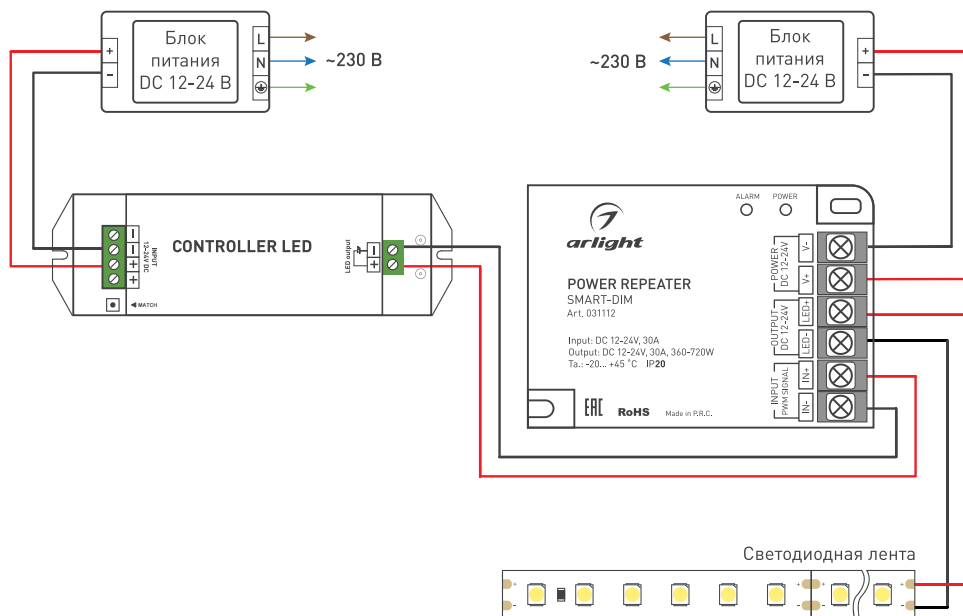 Блок
питания
DC 12-24 В
+
−
L
N
~230 В
~230 В
L
N
Блок
питания
DC 12-24 В
+
−
CONTROLLER LED
INPUT
12-24V DC
−
−
+
+
MATCH
LED output
−
+
ALARM
POWER
arlight
POWER REPEATER
SMART-DIM
Art. 031112
Input: DC 12-24V, 30A
Output: DC 12-24V, 30A, 360-720W
Ta.: -20... +45 °C IP20
EAC RoHS Made in P.R.C.
POWER
DC 12-24V
V-
V+
OUTPUT
DC 12-24V
LED+
LED-
INPUT
PWM SIGNAL
IN+
IN-
Светодиодная лента
+ + + +
- - - -